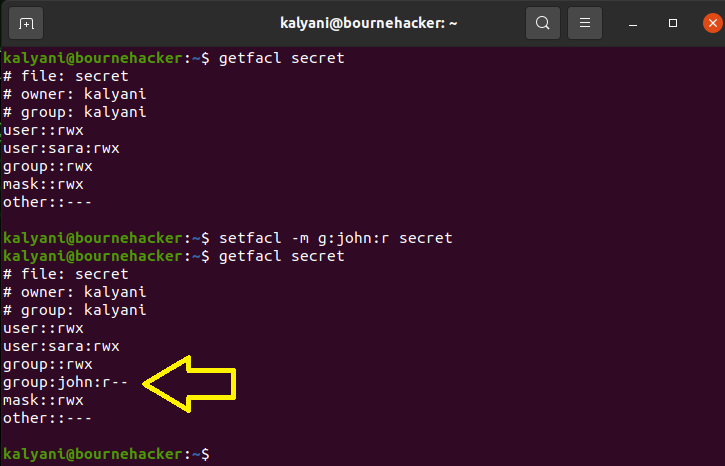 kalyani@bournehacker: ~
kalyani@bournehacker:~$ getfacl secret
# file: secret
# owner: kalyani
# group: kalyani
user::rwx
user:sara:rwx
group::rwx
mask::rwx
other::---
kalyani@bournehacker:~$ setfacl -m g:john:r secret
kalyani@bournehacker:~$ getfacl secret
# file: secret
# owner: kalyani
# group: kalyani
user::rwx
user:sara:rwx
group::rwx
group:john:r--
mask::rwx
other::---
kalyani@bournehacker:~$